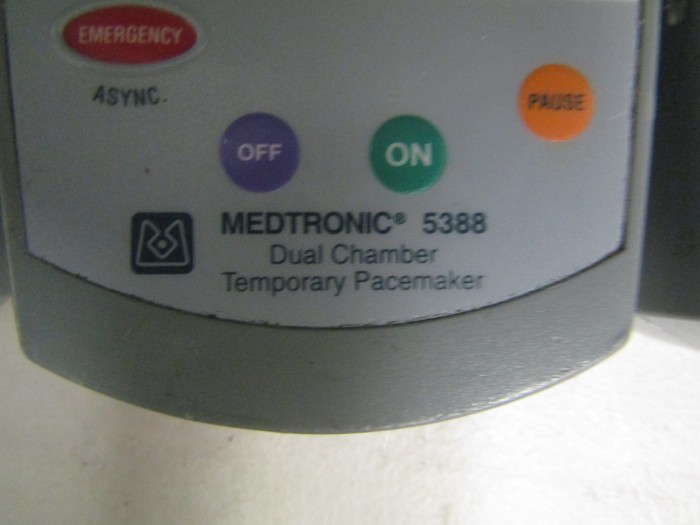 EMERGENCY
ASYNC.
PAUSE
OFF
ON
MEDTRONIC® 5388
Dual Chamber
Temporary Pacemaker